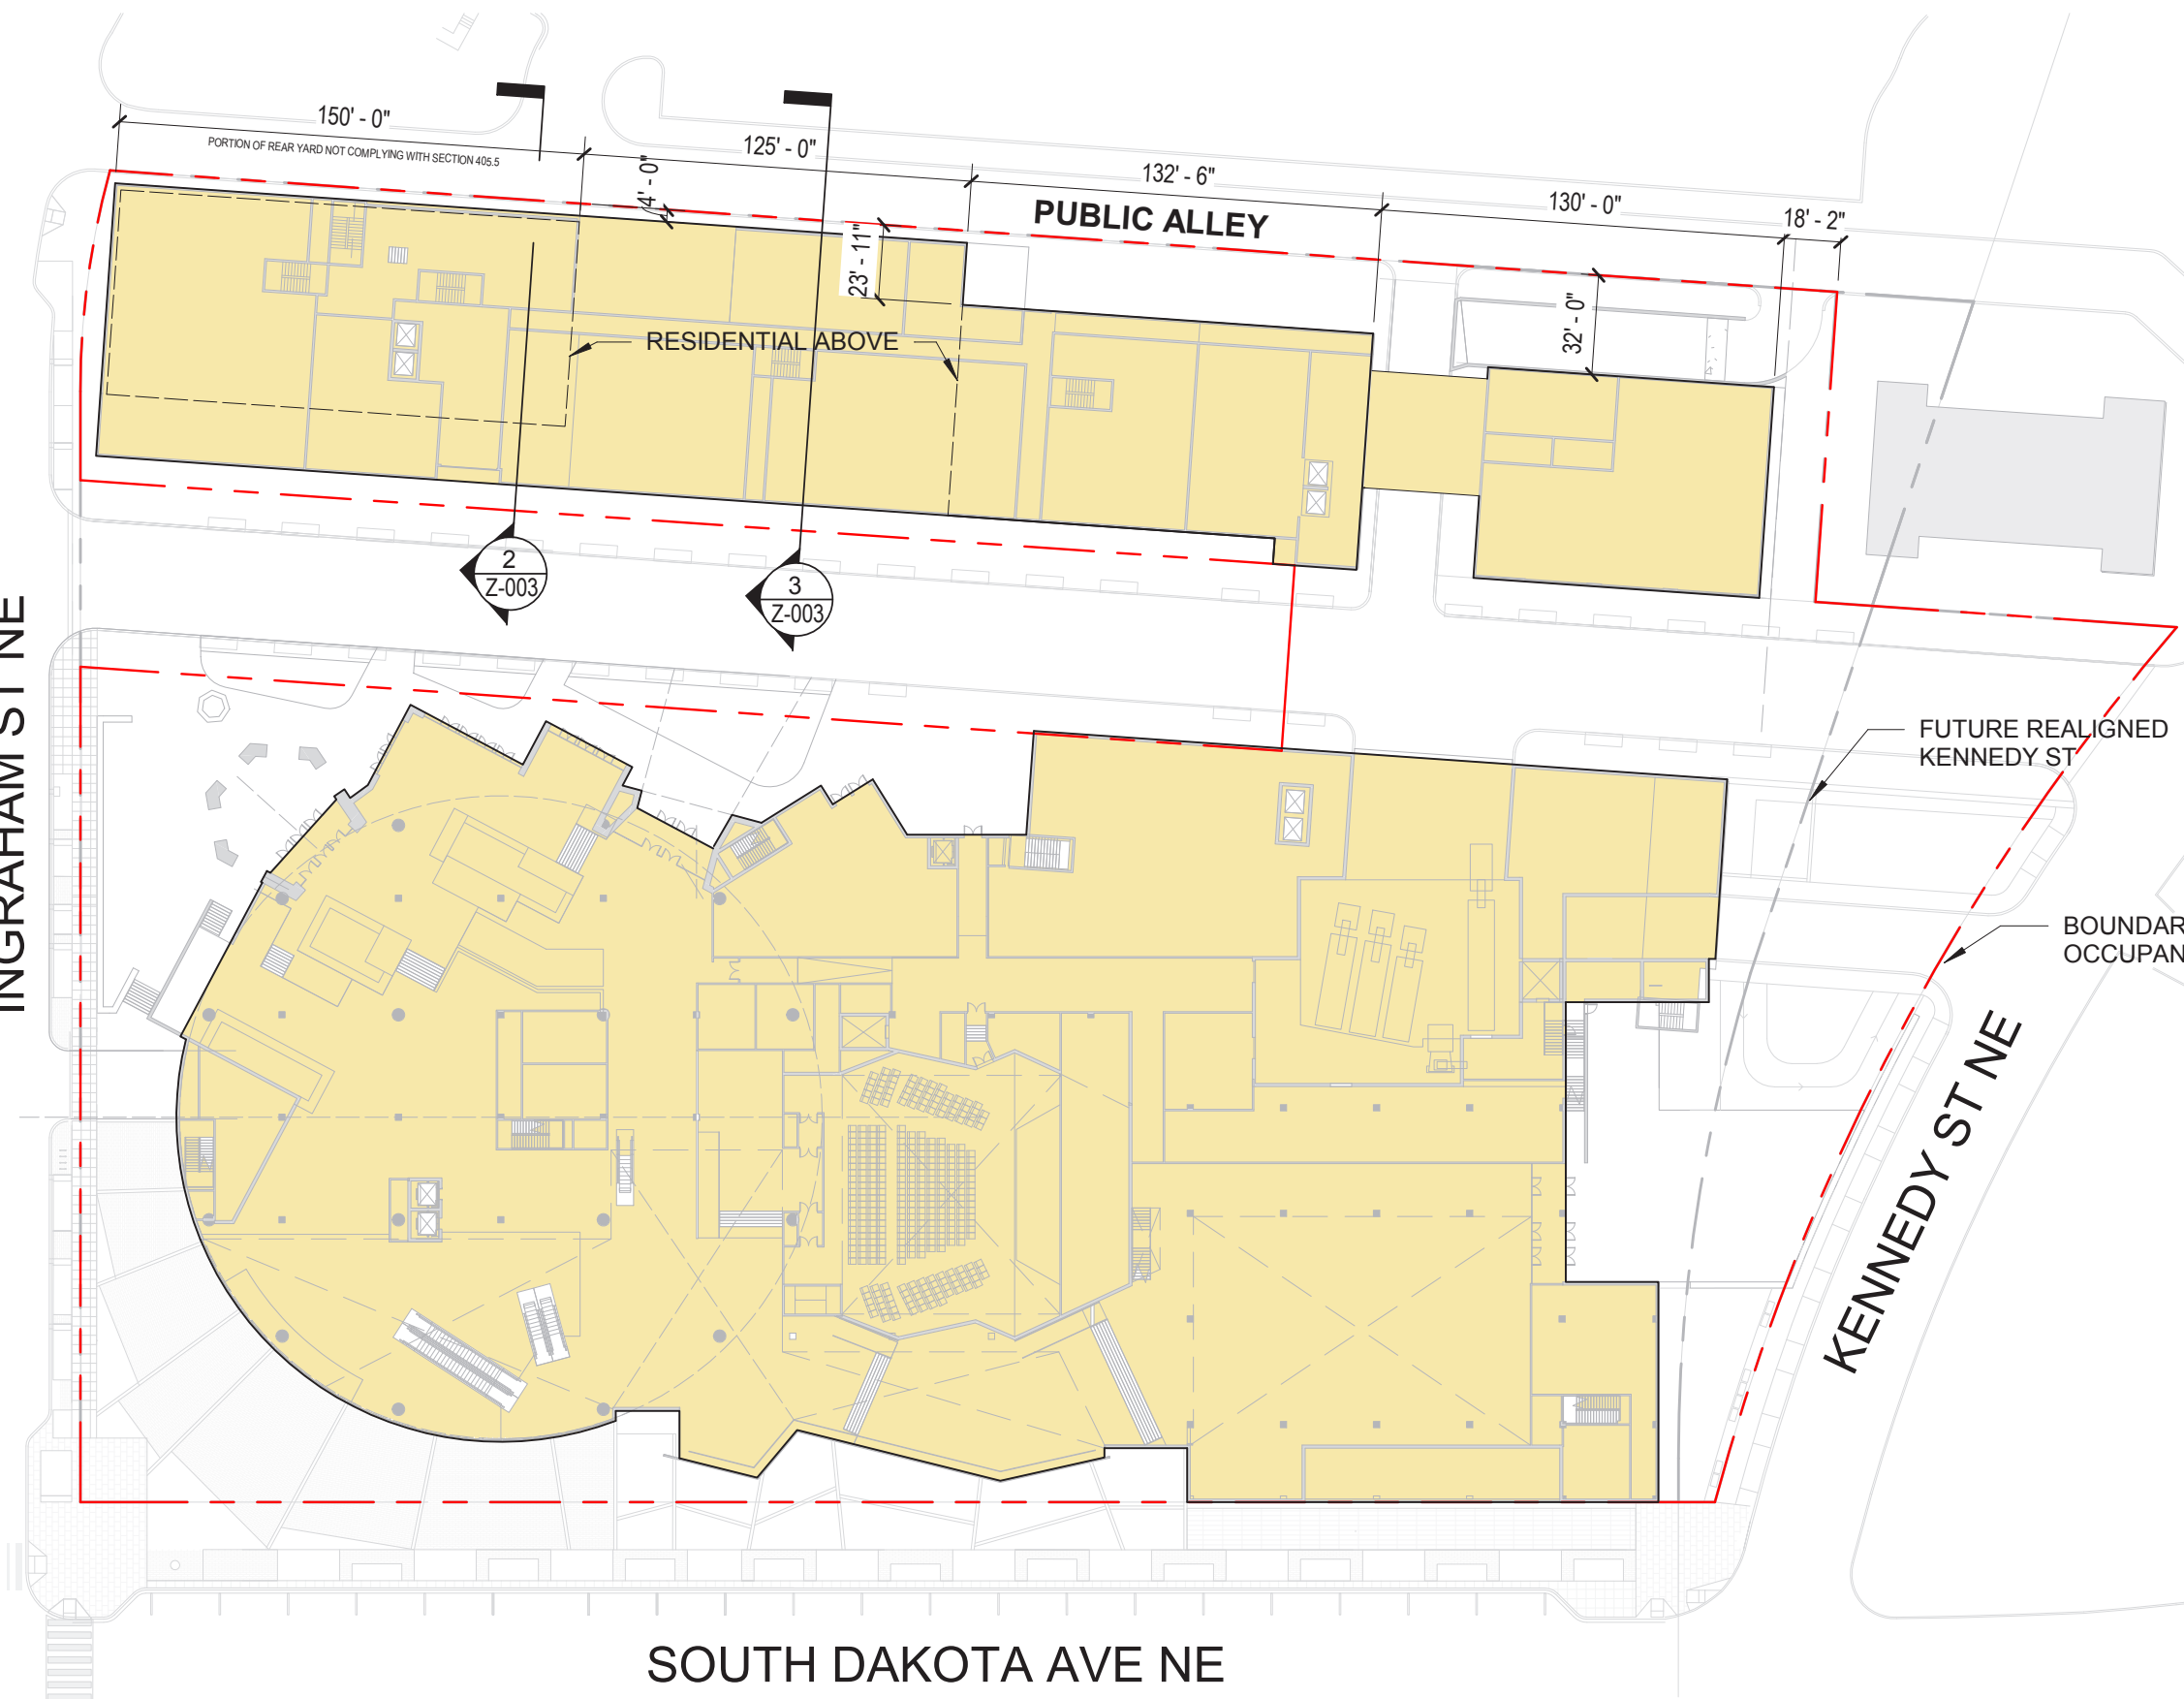 150' - 0"
PORTION OF REAR YARD NOT COMPLYING WITH SECTION 405.5
125' - 0"
4' - 0"
132' - 6"
130' - 0"
18' - 2"
PUBLIC ALLEY
23' - 11"
32' - 0"
RESIDENTIAL ABOVE
2
Z-003
3
Z-003
INGRAHAM ST NE
FUTURE REALIGNED
KENNEDY ST
BOUNDAR
OCCUPAN
KENNEDY ST NE
SOUTH DAKOTA AVE NE